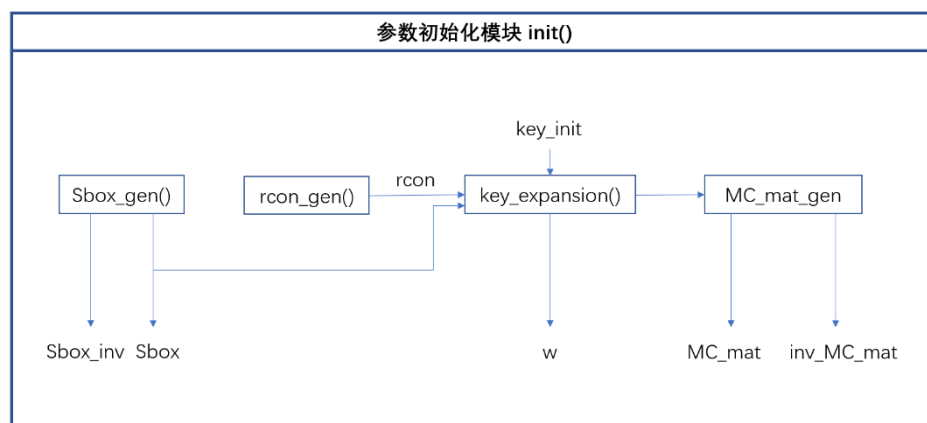 参数初始化模块 init()
key_init
Sbox_gen()
rcon_gen()
rcon
key_expansion()
MC_mat_gen
Sbox_inv
Sbox
w
MC_mat
inv_MC_mat